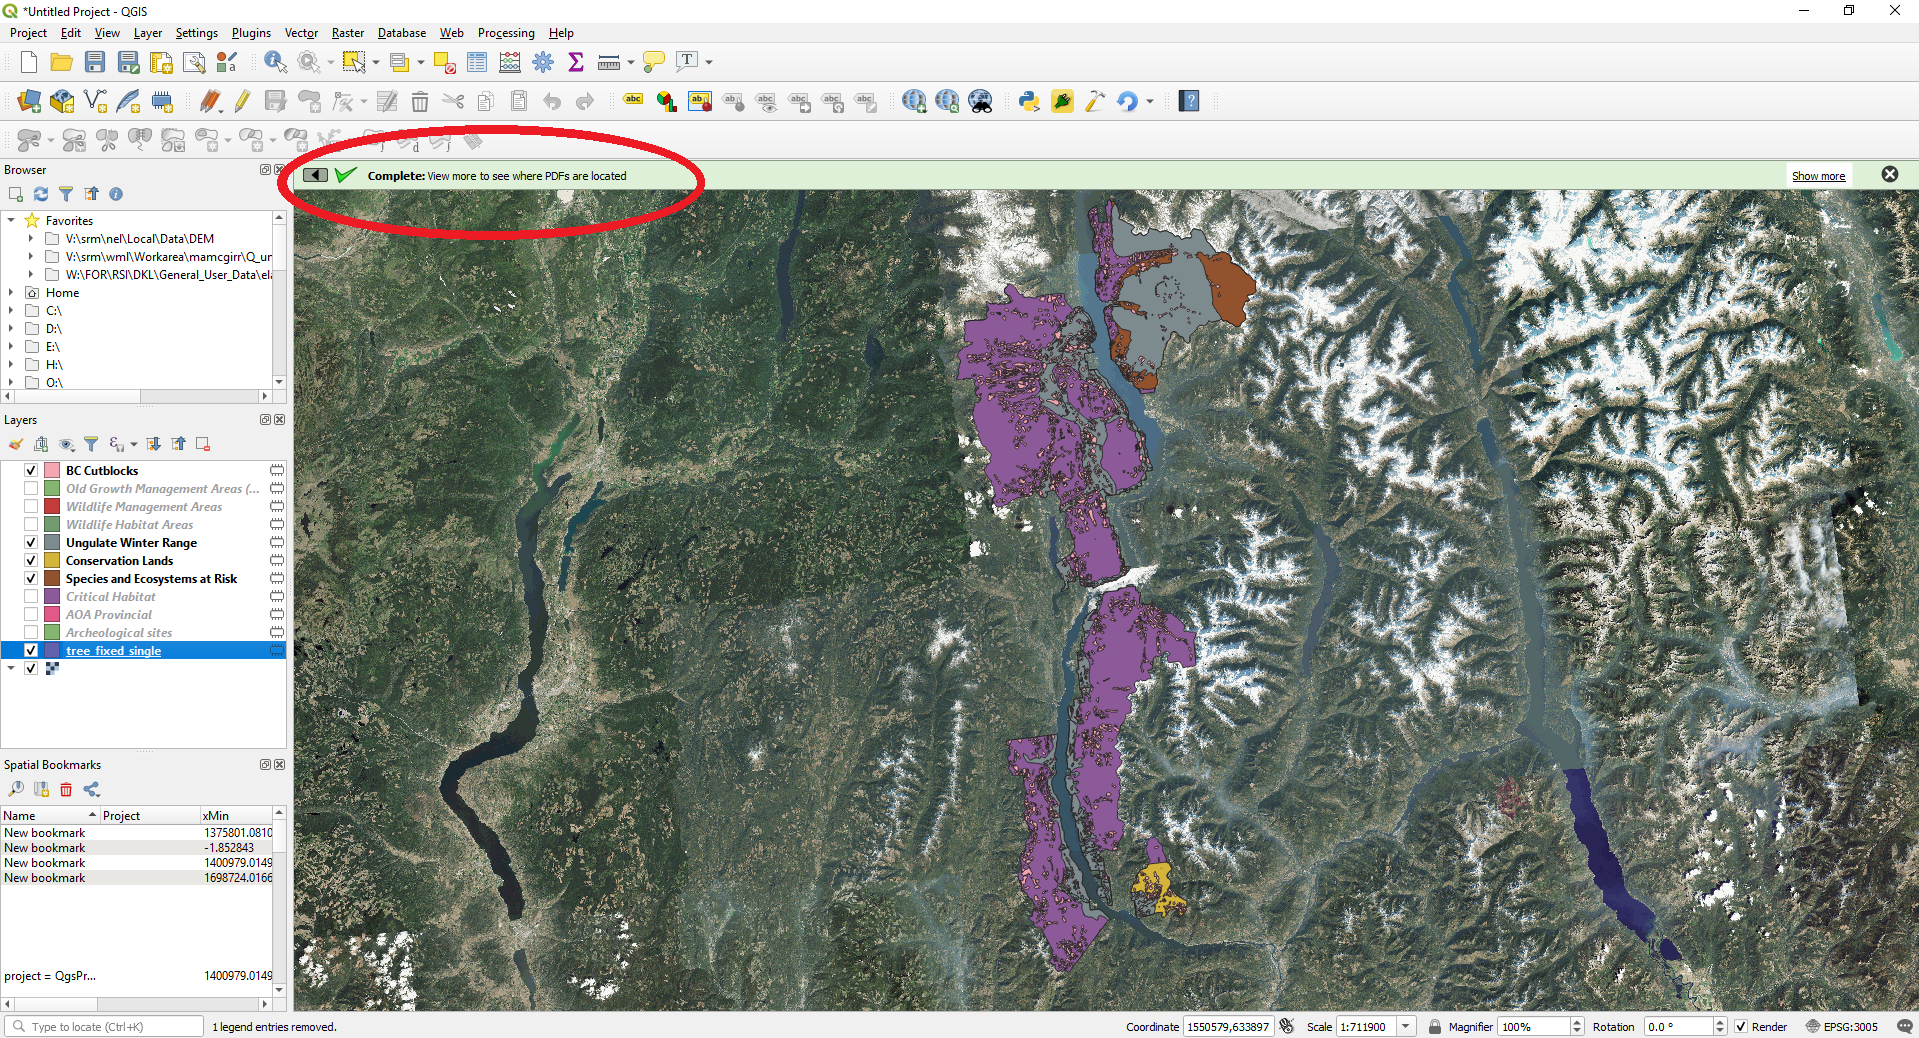 *Untitled Project - QGIS
Project Edit View Layer Settings Plugins Vector Raster Database Web Processing Help
Browser
Complete: View more to see where PDFs are located
Show more
Favorites
V:\srm\nel\Local\Data\DEM
V:\srm\wml\Workarea\mamcgirr\Q_un
W:\FOR\RSI\DKL\General_User_Data\ela
Home
C:\
D:\
E:\
H:\
O:\
Layers
BC Cutblocks
Old Growth Management Areas (...
Wildlife Management Areas
Wildlife Habitat Areas
Ungulate Winter Range
Conservation Lands
Species and Ecosystems at Risk
Critical Habitat
AOA Provincial
Archeological sites
tree_fixed_single
Spatial Bookmarks
Name Project xMin
New bookmark 1375801.0810
New bookmark -1.852843
New bookmark 1400979.0149
New bookmark 1698724.0166
project = QgsPr... 1400979.0149
Type to locate (Ctrl+K) 1 legend entries removed. Coordinate 1550579,633897 Scale 1:711900 Magnifier 100% Rotation 0.0 ° Render EPSG:3005